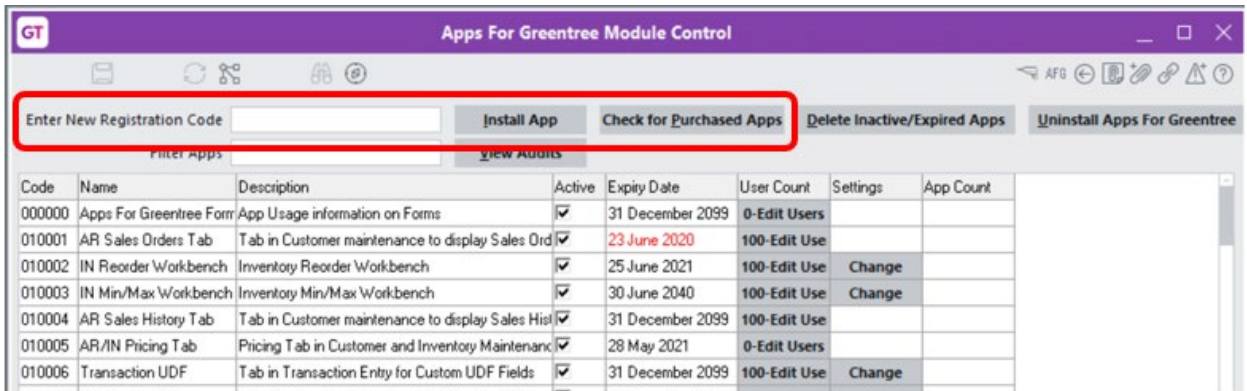 GT Apps For Greentree Module Control
AFG
Enter New Registration Code Install App Check for Purchased Apps Delete Inactive/Expired Apps Uninstall Apps For Greentree
Filter Apps View Audits
Code Name Description Active Expiry Date User Count Settings App Count
000000 Apps For Greentree Form App Usage information on Forms 31 December 2099 0-Edit Users
010001 AR Sales Orders Tab Tab in Customer maintenance to display Sales Ord 23 June 2020 100-Edit Use
010002 IN Reorder Workbench Inventory Reorder Workbench 25 June 2021 100-Edit Use Change
010003 IN Min/Max Workbench Inventory Min/Max Workbench 30 June 2040 100-Edit Use Change
010004 AR Sales History Tab Tab in Customer maintenance to display Sales Hist 31 December 2099 100-Edit Use
010005 AR/IN Pricing Tab Pricing Tab in Customer and Inventory Maintenanc 28 May 2021 0-Edit Users
010006 Transaction UDF Tab in Transaction Entry for Custom UDF Fields 31 December 2099 100-Edit Use Change